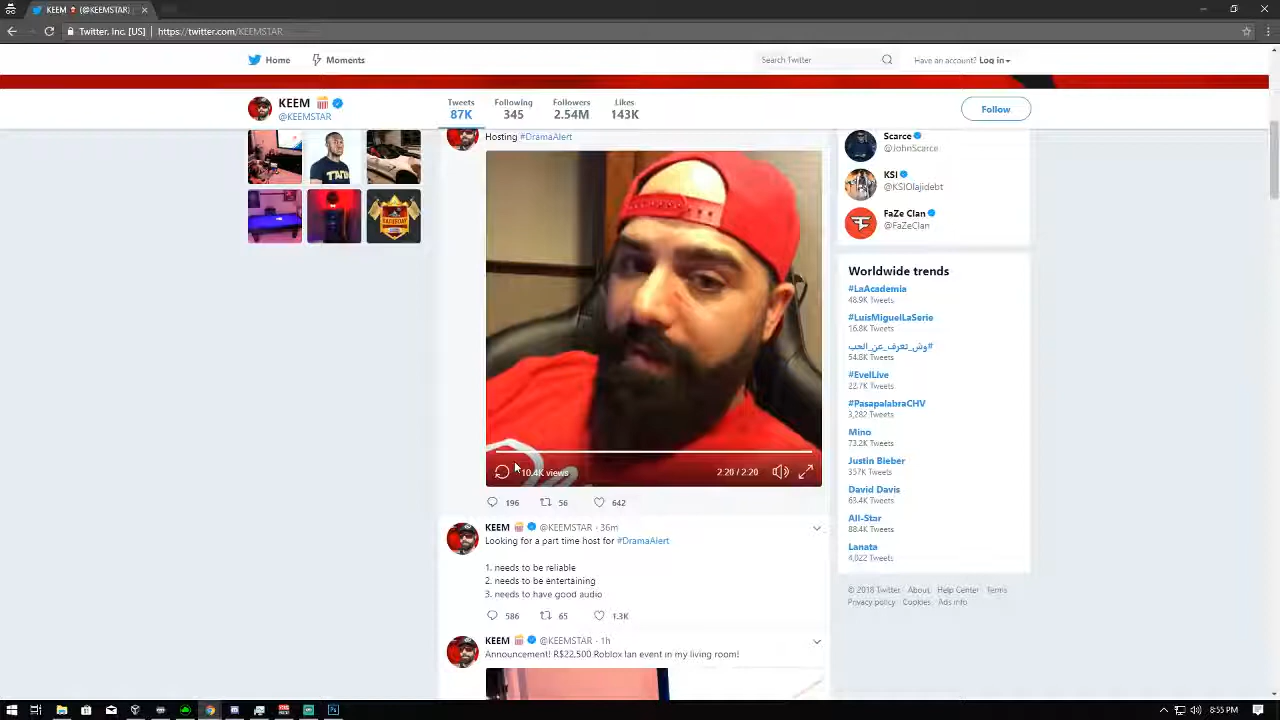 KEEM (@KEEMSTAR)
Twitter, Inc. [US]
https://twitter.com/KEEMSTAR
Home
Moments
Search Twitter
Have an account? Log in
KEEM
@KEEMSTAR
Tweets
87K
Following
345
Followers
2.54M
Likes
143K
Follow
Hosting #DramaAlert
10.4K views
2:20 / 2:20
196
56
642
KEEM @KEEMSTAR · 36m
Looking for a part time host for #DramaAlert
1. needs to be reliable
2. needs to be entertaining
3. needs to have good audio
586
65
1.3K
KEEM @KEEMSTAR · 1h
Announcement! R$22,500 Roblox lan event in my living room!
Scarce
@JohnScarce
KSI
@KSIOlajidebt
FaZe Clan
@FaZeClan
Worldwide trends
#LaAcademia
48.9K Tweets
#LuisMiguelLaSerie
16.8K Tweets
#وش_تعرف_عن_الحب
54.8K Tweets
#EvelLive
22.7K Tweets
#PasapalabraCHV
3,282 Tweets
Mino
73.2K Tweets
Justin Bieber
357K Tweets
David Davis
63.4K Tweets
All-Star
88.4K Tweets
Lanata
4,022 Tweets
© 2018 Twitter About Help Center Terms
Privacy policy Cookies Ads info
8:55 PM